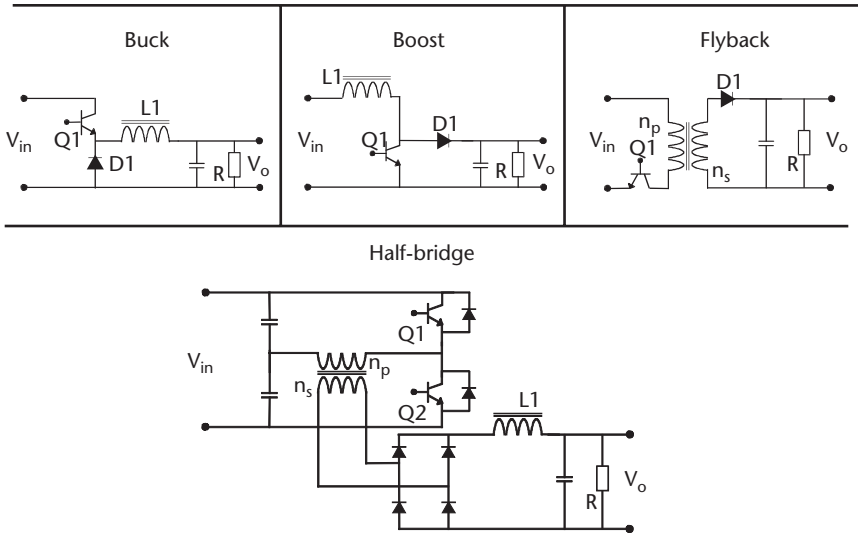 Buck
L1
Q1
V_in
D1
R
V_o
Boost
L1
D1
Q1
V_in
R
V_o
Flyback
D1
n_p
V_in
Q1
n_s
R
V_o
Half-bridge
Q1
V_in
n_p
n_s
Q2
L1
R
V_o